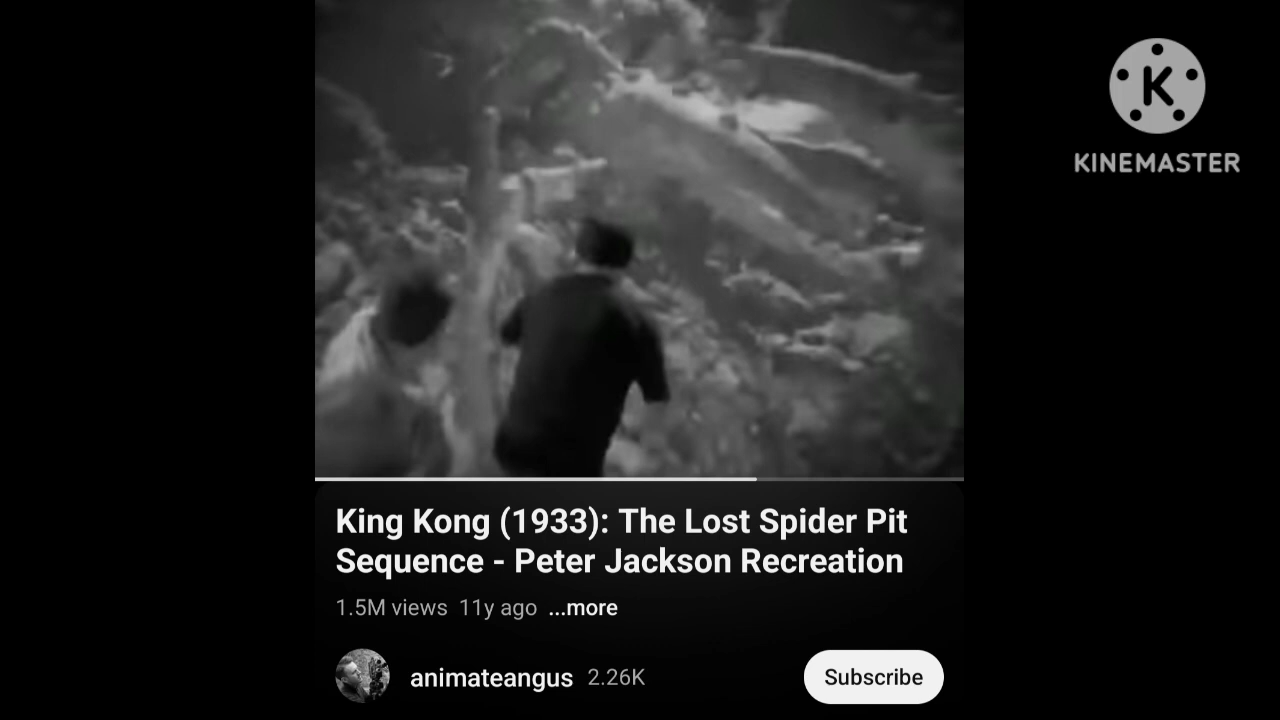 K
KINEMASTER
King Kong (1933): The Lost Spider Pit
Sequence - Peter Jackson Recreation
1.5M views 11y ago ...more
animateangus 2.26K
Subscribe